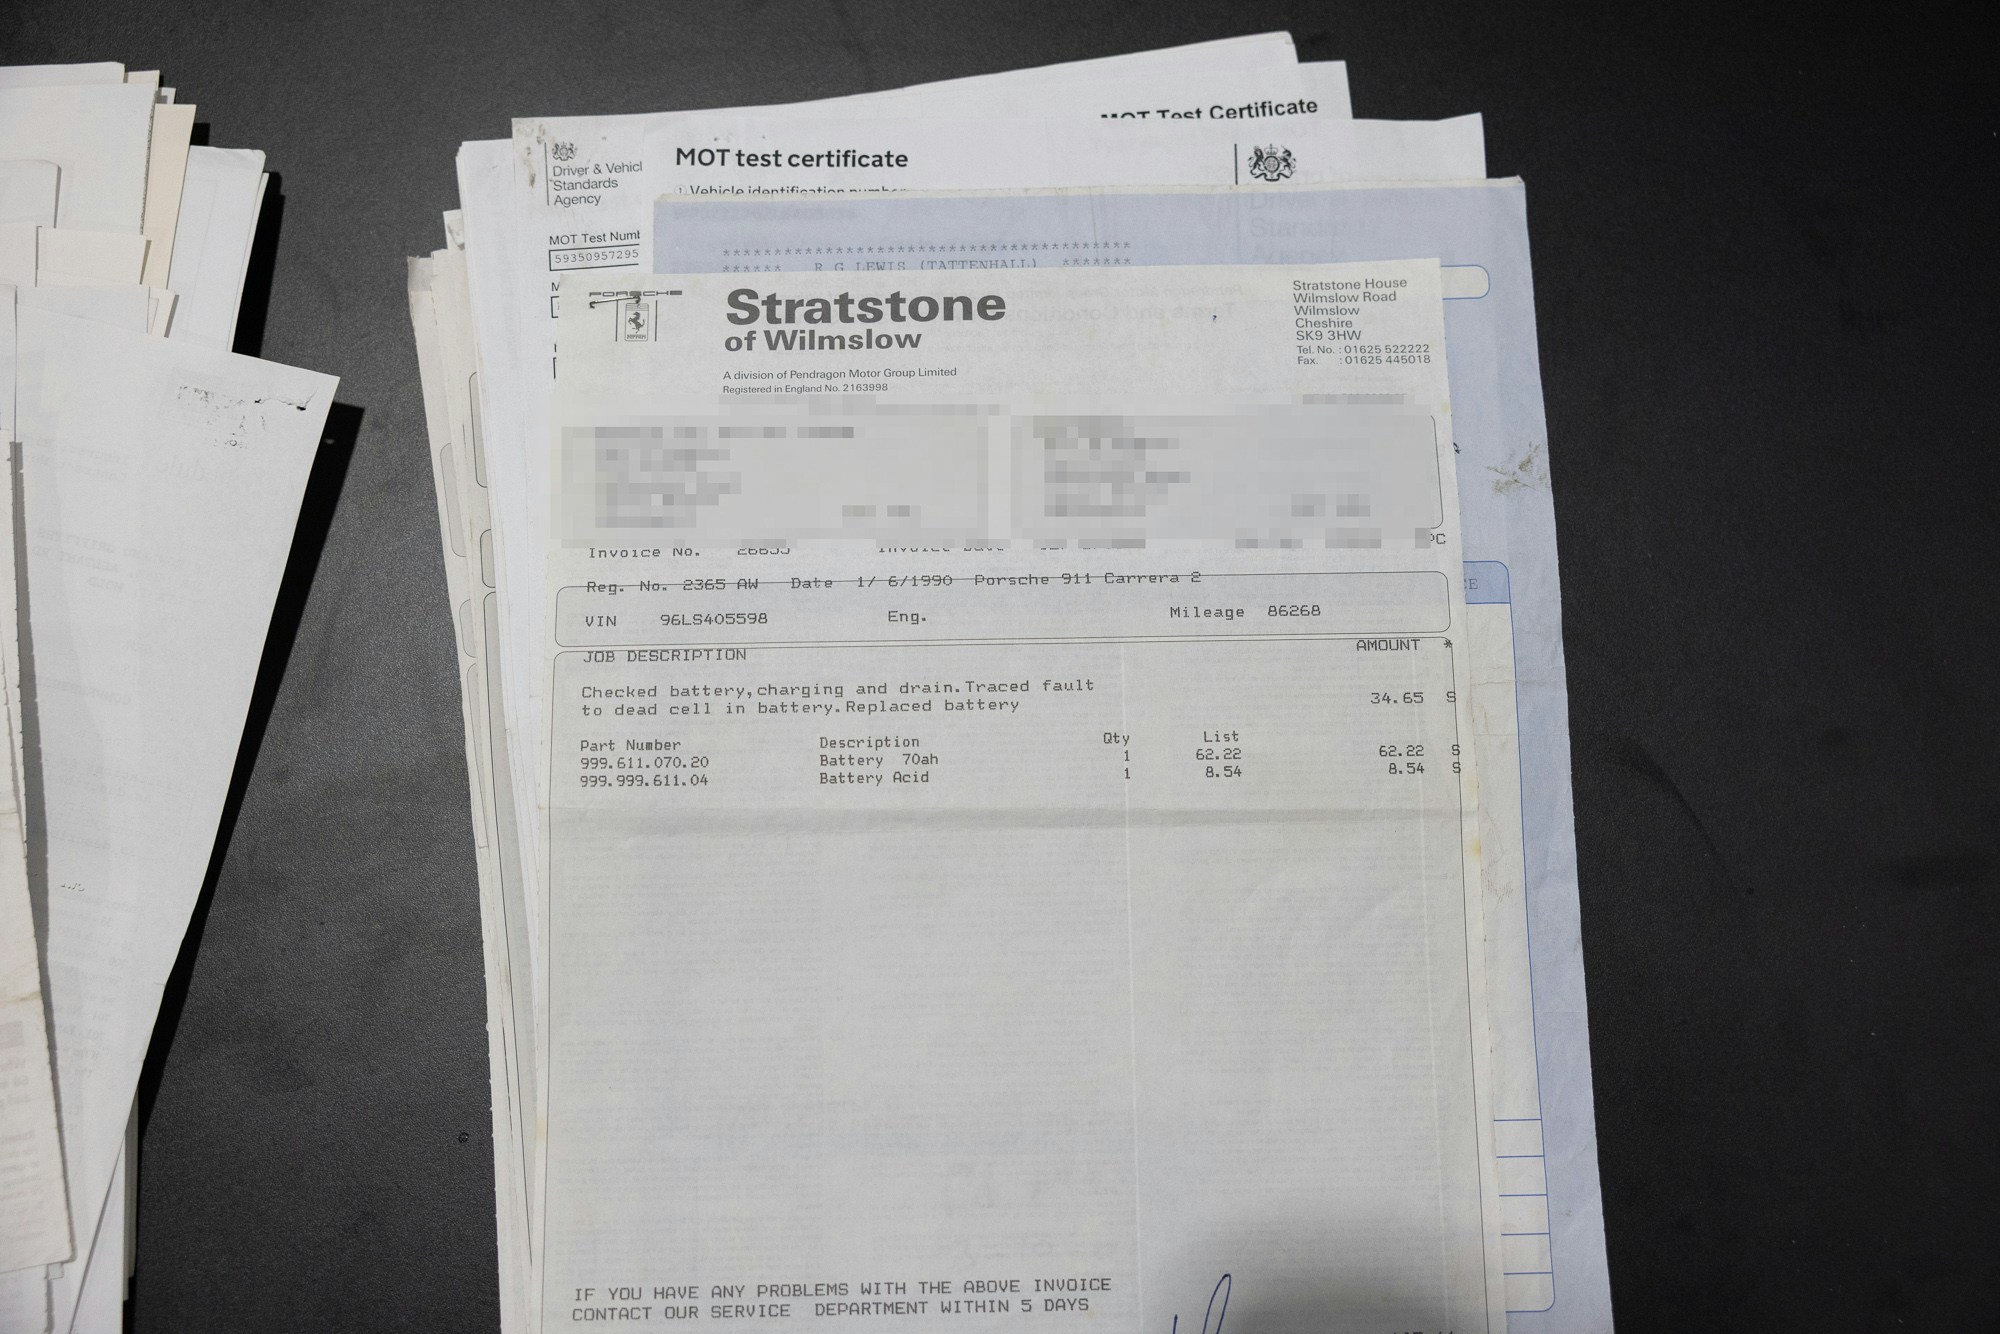 MOT Test Certificate
Driver & Vehicl
Standards
Agency
MOT test certificate
Vehicle identification number
MOT Test Numb
59350957295
****************************************
****** R G LEWIS (TATTENHALL) *******
PORSCHE
Stratstone
of Wilmslow
A division of Pendragon Motor Group Limited
Registered in England No. 2163998
Stratstone House
Wilmslow Road
Wilmslow
Cheshire
SK9 3HW
Tel. No. : 01625 522222
Fax. : 01625 445018
Invoice No. Invoice Date PC
Reg. No. 2365 AW Date 1/ 6/1990 Porsche 911 Carrera 2
VIN 96LS405598 Eng. Mileage 86268
JOB DESCRIPTION AMOUNT *
Checked battery,charging and drain.Traced fault
to dead cell in battery.Replaced battery 34.65 S
Part Number Description Qty List
999.611.070.20 Battery 70ah 1 62.22 62.22 S
999.999.611.04 Battery Acid 1 8.54 8.54 S
IF YOU HAVE ANY PROBLEMS WITH THE ABOVE INVOICE
CONTACT OUR SERVICE DEPARTMENT WITHIN 5 DAYS